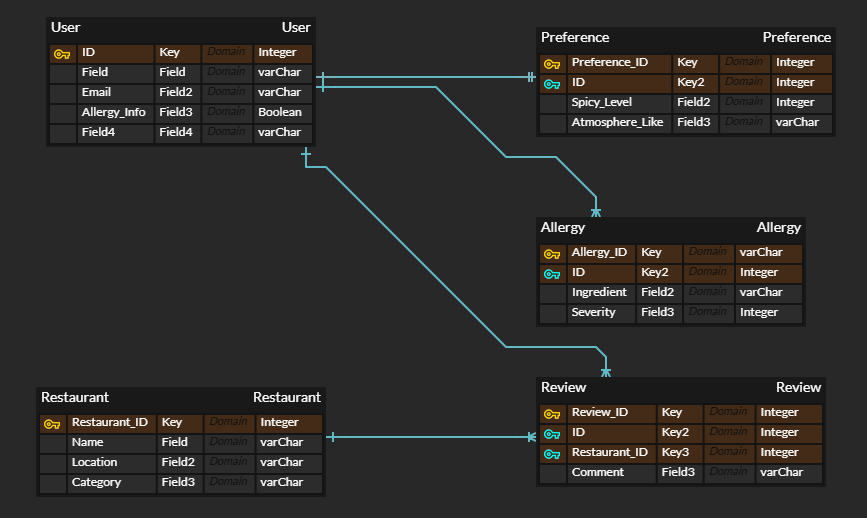 User User
ID Key Domain Integer
Field Field Domain varChar
Email Field2 Domain varChar
Allergy_Info Field3 Domain Boolean
Field4 Field4 Domain varChar
Preference Preference
Preference_ID Key Domain Integer
ID Key2 Domain Integer
Spicy_Level Field2 Domain Integer
Atmosphere_Like Field3 Domain varChar
Allergy Allergy
Allergy_ID Key Domain varChar
ID Key2 Domain Integer
Ingredient Field2 Domain varChar
Severity Field3 Domain Integer
Restaurant Restaurant
Restaurant_ID Key Domain Integer
Name Field Domain varChar
Location Field2 Domain varChar
Category Field3 Domain varChar
Review Review
Review_ID Key Domain Integer
ID Key2 Domain Integer
Restaurant_ID Key3 Domain Integer
Comment Field3 Domain varChar